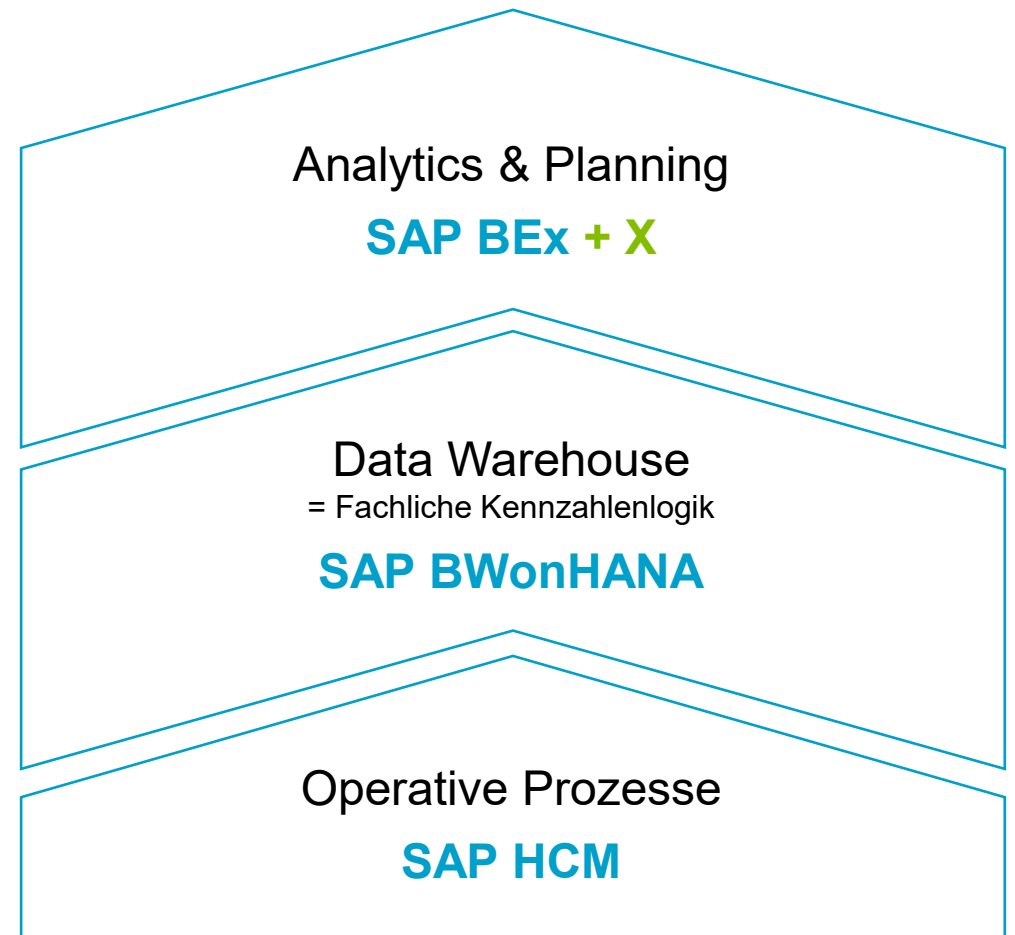 Analytics & Planning
SAP BEx + X
Data Warehouse
= Fachliche Kennzahlenlogik
SAP BWonHANA
Operative Prozesse
SAP HCM